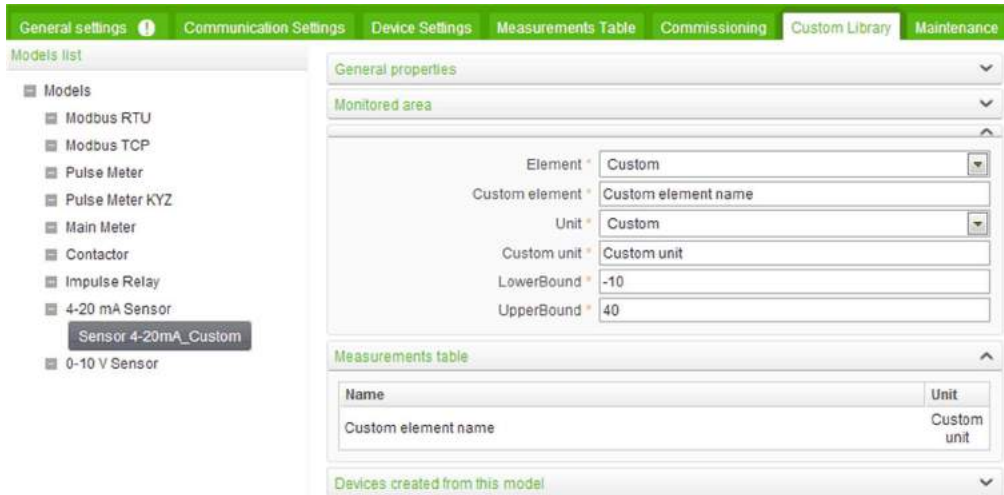 General settings ! Communication Settings Device Settings Measurements Table Commissioning Custom Library Maintenance
Models list
Models
Modbus RTU
Modbus TCP
Pulse Meter
Pulse Meter KYZ
Main Meter
Contactor
Impulse Relay
4-20 mA Sensor
Sensor 4-20mA_Custom
0-10 V Sensor
General properties
Monitored area
Element * Custom
Custom element * Custom element name
Unit * Custom
Custom unit * Custom unit
LowerBound * -10
UpperBound * 40
Measurements table
Name Unit
Custom element name Custom
unit
Devices created from this model